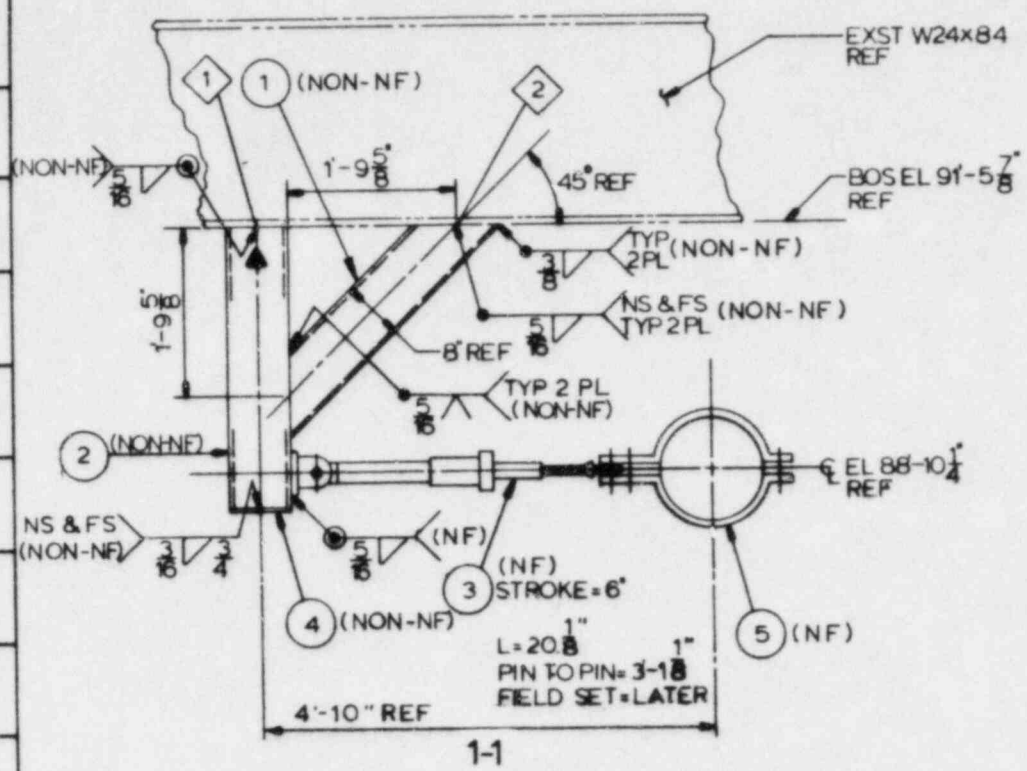 EXST W24X84
REF
1
1 (NON-NF)
2
(NON-NF)
5/16
1'-9 5/8"
45° REF
BOS EL 91'-5 7/8"
REF
TYP
2PL (NON-NF)
3/8
1'-9 5/8"
NS & FS
TYP 2 PL (NON-NF)
5/16
8" REF
TYP 2 PL
(NON-NF)
5/16
2 (NON-NF)
℄ EL 88'-10 1/4"
REF
NS & FS
(NON-NF)
3/16 3/4
5/16
(NF)
3 (NF)
STROKE=6"
4 (NON-NF)
5 (NF)
L=20 1/8"
PIN TO PIN=3'-1 1/8"
FIELD SET=LATER
4'-10" REF
1-1